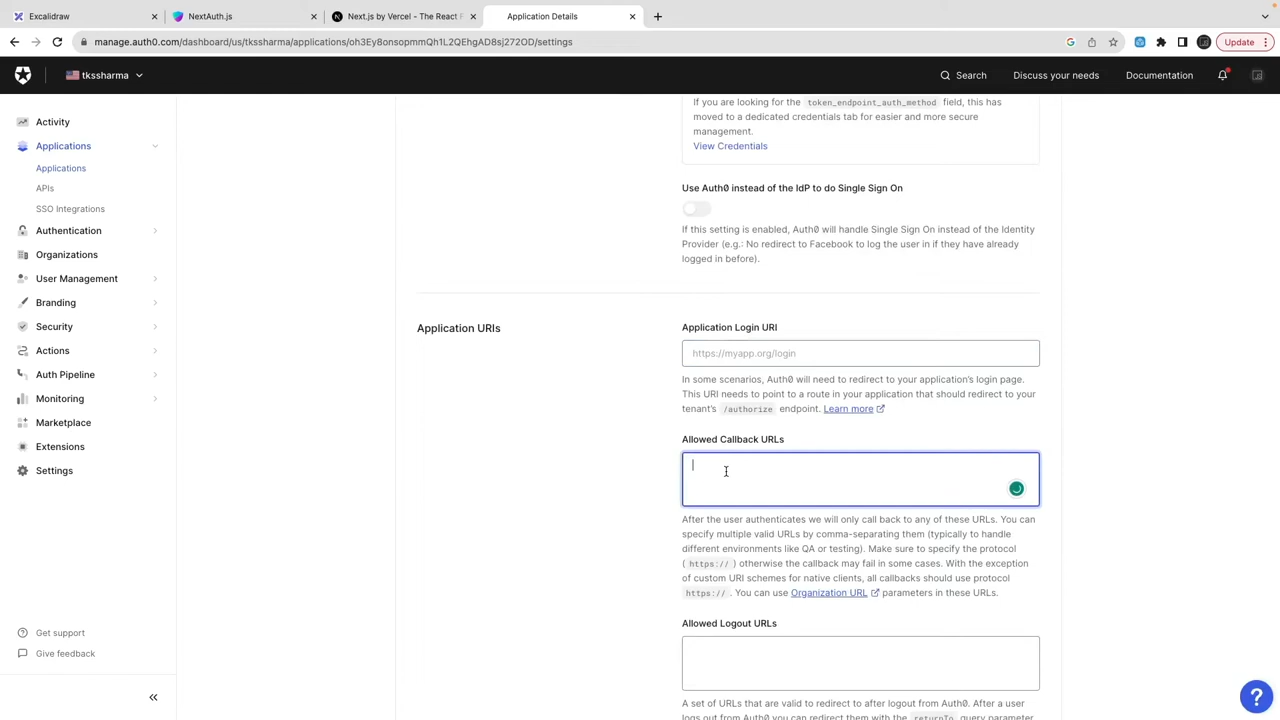 Excalidraw
NextAuth.js
Next.js by Vercel - The React F
Application Details
manage.auth0.com/dashboard/us/tkssharma/applications/oh3Ey8onsopmmQh1L2QEhgAD8sj272OD/settings
Update
tkssharma
Search
Discuss your needs
Documentation
Activity
Applications
Applications
APIs
SSO Integrations
Authentication
Organizations
User Management
Branding
Security
Actions
Auth Pipeline
Monitoring
Marketplace
Extensions
Settings
Get support
Give feedback
If you are looking for the token_endpoint_auth_method field, this has
moved to a dedicated credentials tab for easier and more secure
management.
View Credentials
Use Auth0 instead of the IdP to do Single Sign On
If this setting is enabled, Auth0 will handle Single Sign On instead of the Identity
Provider (e.g.: No redirect to Facebook to log the user in if they have already
logged in before).
Application URIs
Application Login URI
https://myapp.org/login
In some scenarios, Auth0 will need to redirect to your application's login page.
This URI needs to point to a route in your application that should redirect to your
tenant's /authorize endpoint. Learn more
Allowed Callback URLs
After the user authenticates we will only call back to any of these URLs. You can
specify multiple valid URLs by comma-separating them (typically to handle
different environments like QA or testing). Make sure to specify the protocol
( https:// ) otherwise the callback may fail in some cases. With the exception
of custom URI schemes for native clients, all callbacks should use protocol
https:// . You can use Organization URL parameters in these URLs.
Allowed Logout URLs
A set of URLs that are valid to redirect to after logout from Auth0. After a user
logs out from Auth0 you can redirect them with the returnTo query parameter
?